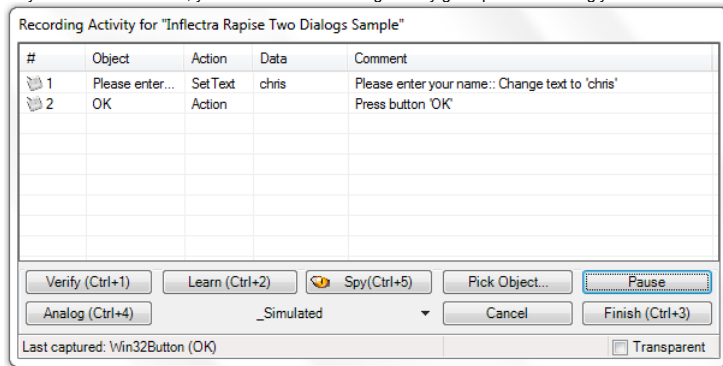 Recording Activity for "Inflectra Rapise Two Dialogs Sample"
# Object Action Data Comment
1 Please enter... SetText chris Please enter your name:: Change text to 'chris'
2 OK Action Press button 'OK'
Verify (Ctrl+1) Learn (Ctrl+2) Spy(Ctrl+5) Pick Object... Pause
Analog (Ctrl+4) _Simulated Cancel Finish (Ctrl+3)
Last captured: Win32Button (OK) Transparent